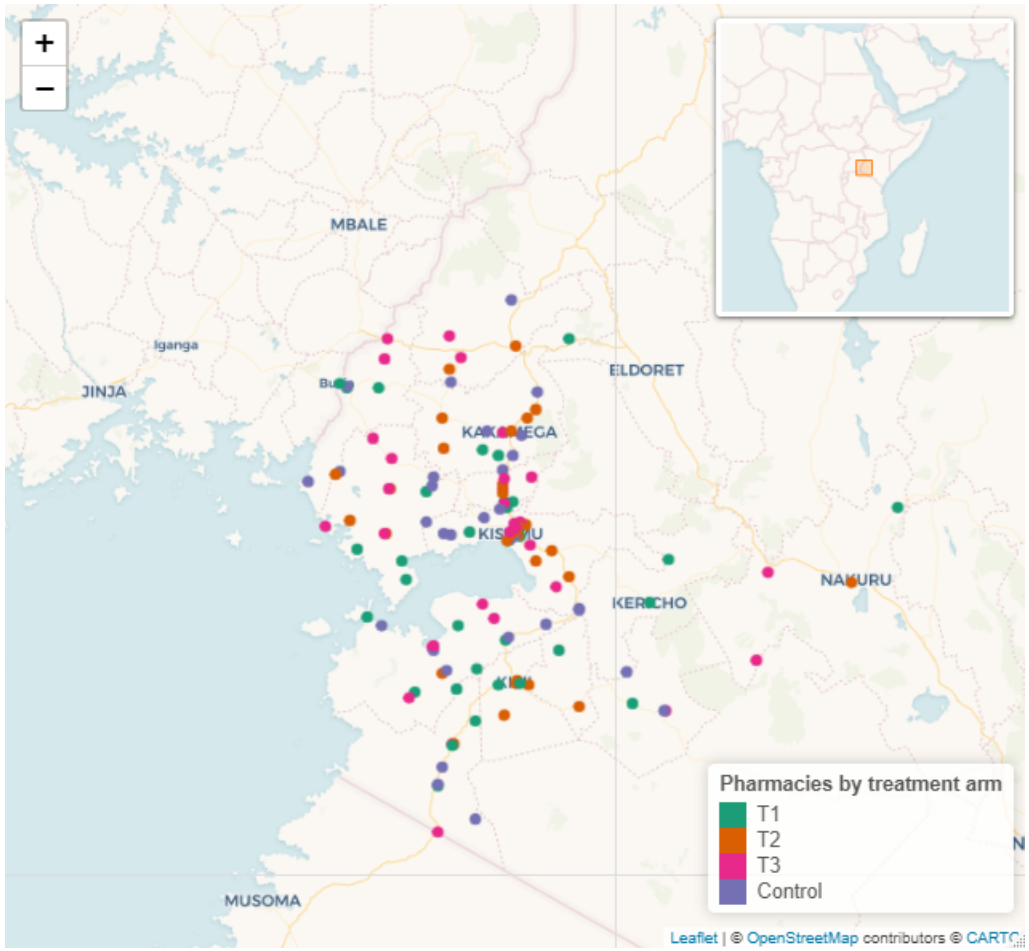 +
−
MBALE
Iganga
JINJA
ELDORET
KAKAMEGA
KISUMU
KERICHO
NAKURU
KISII
Pharmacies by treatment arm
T1
T2
T3
Control
N
MUSOMA
Leaflet | © OpenStreetMap contributors © CARTO